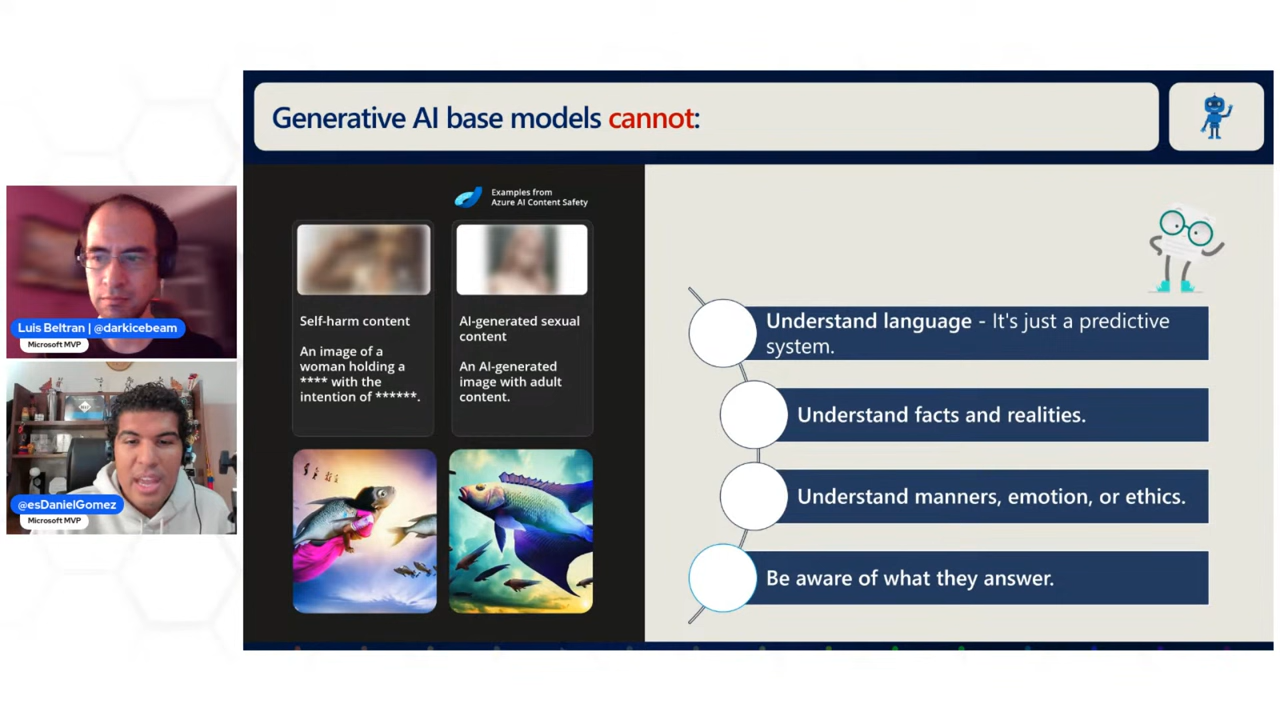 Generative AI base models cannot:
Examples from
Azure AI Content Safety
Self-harm content
An image of a
woman holding a
**** with the
intention of ******.
AI-generated sexual
content
An AI-generated
image with adult
content.
Understand language - It's just a predictive
system.
Understand facts and realities.
Understand manners, emotion, or ethics.
Be aware of what they answer.
Luis Beltran | @darkicebeam
Microsoft MVP
@esDanielGomez
Microsoft MVP